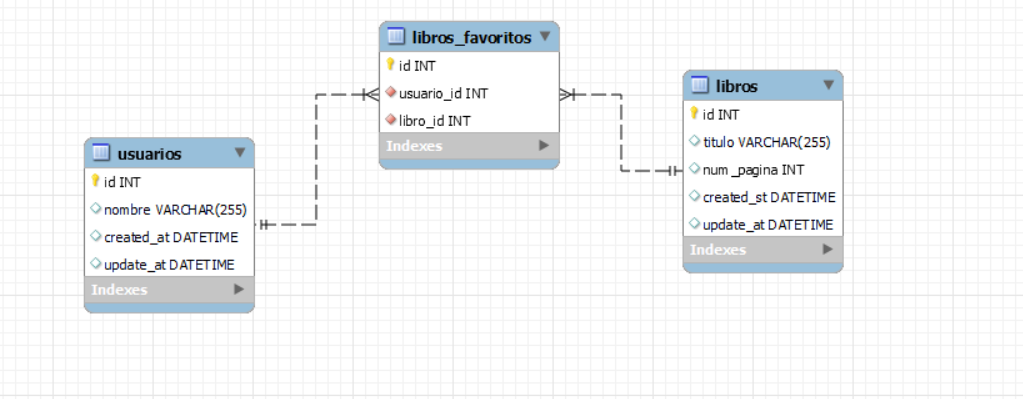 usuarios
id INT
nombre VARCHAR(255)
created_at DATETIME
update_at DATETIME
Indexes
libros_favoritos
id INT
usuario_id INT
libro_id INT
Indexes
libros
id INT
titulo VARCHAR(255)
num _pagina INT
created_st DATETIME
update_at DATETIME
Indexes